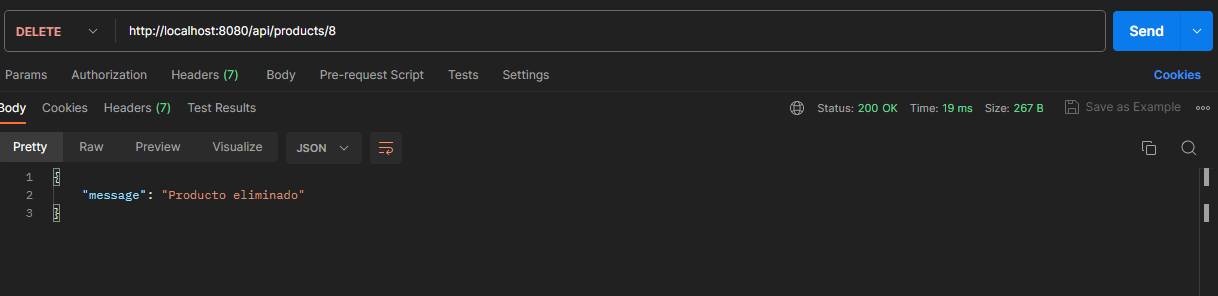 DELETE http://localhost:8080/api/products/8 Send
Params Authorization Headers (7) Body Pre-request Script Tests Settings Cookies
Body Cookies Headers (7) Test Results Status: 200 OK Time: 19 ms Size: 267 B Save as Example
Pretty Raw Preview Visualize JSON
1 {
2 "message": "Producto eliminado"
3 }